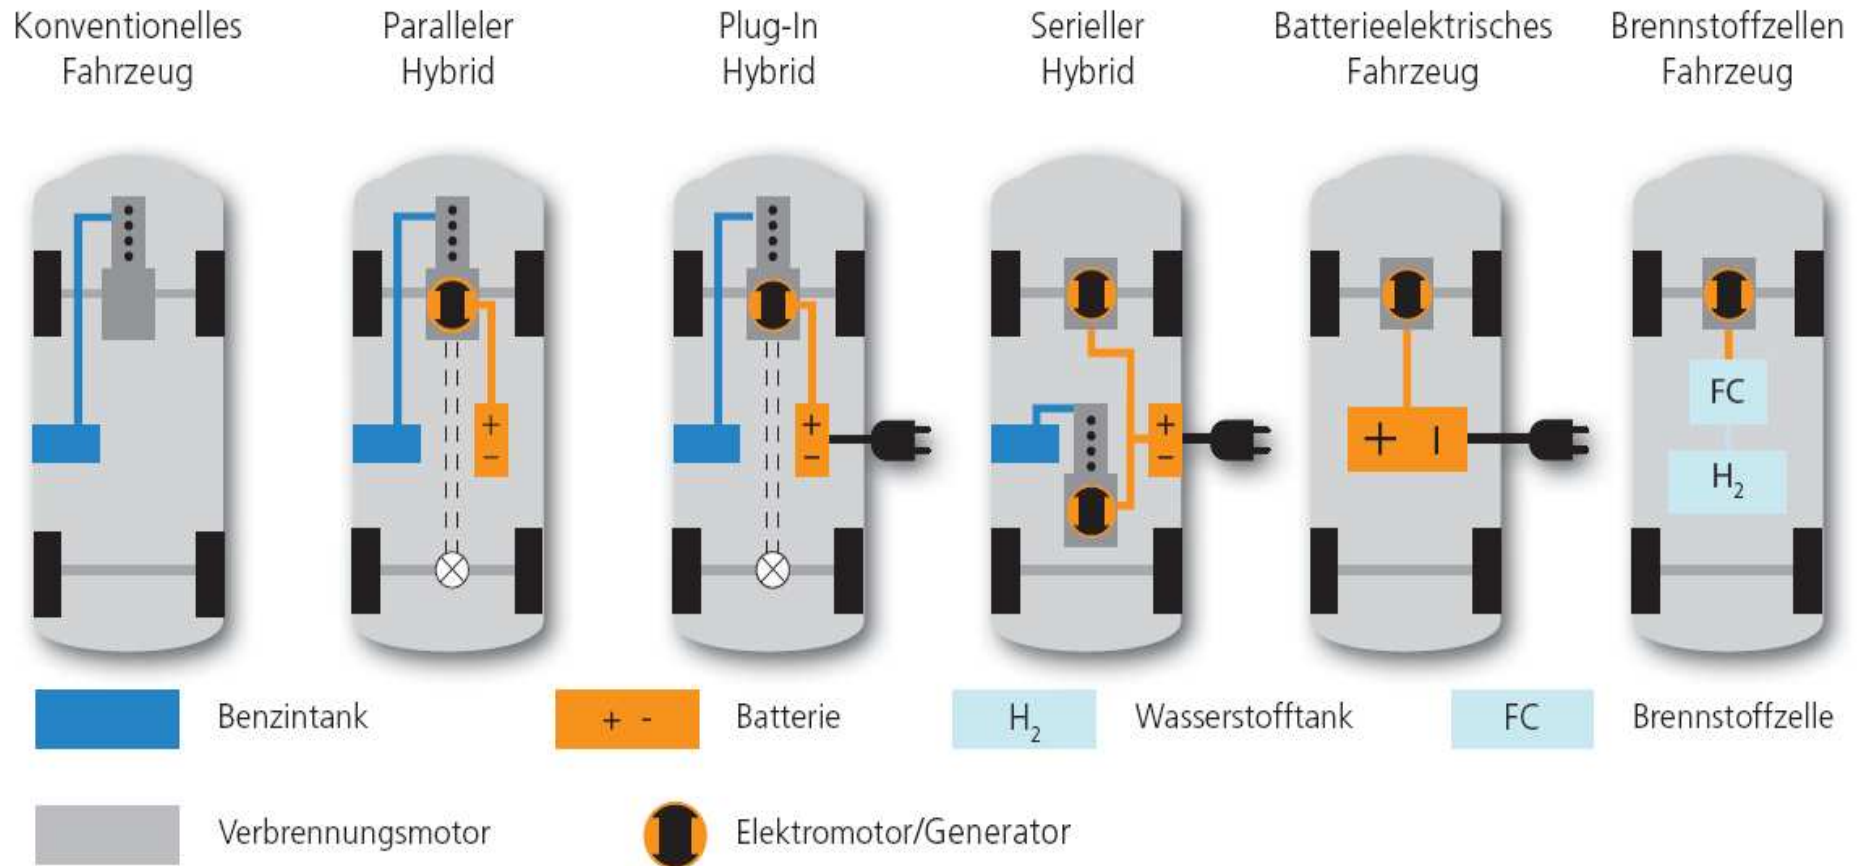 Konventionelles
Fahrzeug
Paralleler
Hybrid
Plug-In
Hybrid
Serieller
Hybrid
Batterieelektrisches
Fahrzeug
Brennstoffzellen
Fahrzeug
+
−
+
−
+
−
+ −
FC
H₂
Benzintank
+ -
Batterie
H₂
Wasserstofftank
FC
Brennstoffzelle
Verbrennungsmotor
Elektromotor/Generator